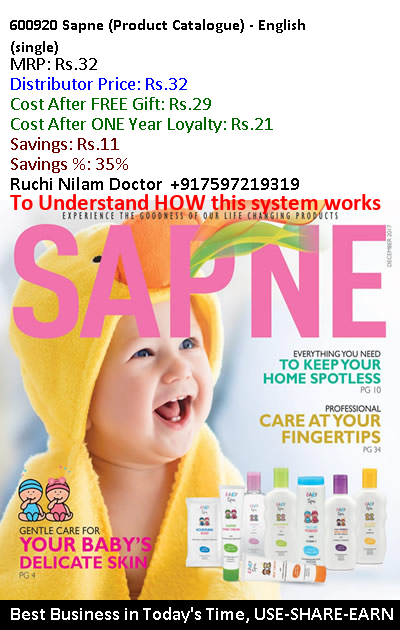 600920 Sapne (Product Catalogue) - English
(single)
MRP: Rs.32
Distributor Price: Rs.32
Cost After FREE Gift: Rs.29
Cost After ONE Year Loyalty: Rs.21
Savings: Rs.11
Savings %: 35%
Ruchi Nilam Doctor +917597219319
To Understand HOW this system works
EXPERIENCE THE GOODNESS OF OUR LIFE CHANGING PRODUCTS
SAPNE
DECEMBER 2017
EVERYTHING YOU NEED
TO KEEP YOUR
HOME SPOTLESS
PG 10
PROFESSIONAL
CARE AT YOUR
FINGERTIPS
PG 34
GENTLE CARE FOR
YOUR BABY'S
DELICATE SKIN
PG 4
BABY
Spa
Best Business in Today's Time, USE-SHARE-EARN